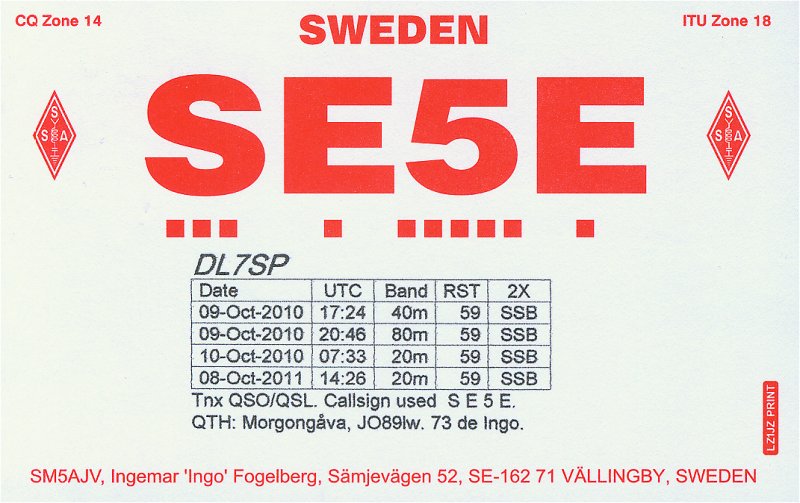 CQ Zone 14 SWEDEN ITU Zone 18
SE5E
S
S E A
DL7SP
Date UTC Band RST 2X
09-Oct-2010 17:24 40m 59 SSB
09-Oct-2010 20:46 80m 59 SSB
10-Oct-2010 07:33 20m 59 SSB
08-Oct-2011 14:26 20m 59 SSB
Tnx QSO/QSL. Callsign used S E 5 E.
QTH: Morgongåva, JO89lw. 73 de Ingo.
LZ1JZ PRINT
SM5AJV, Ingemar 'Ingo' Fogelberg, Sämjevägen 52, SE-162 71 VÄLLINGBY, SWEDEN